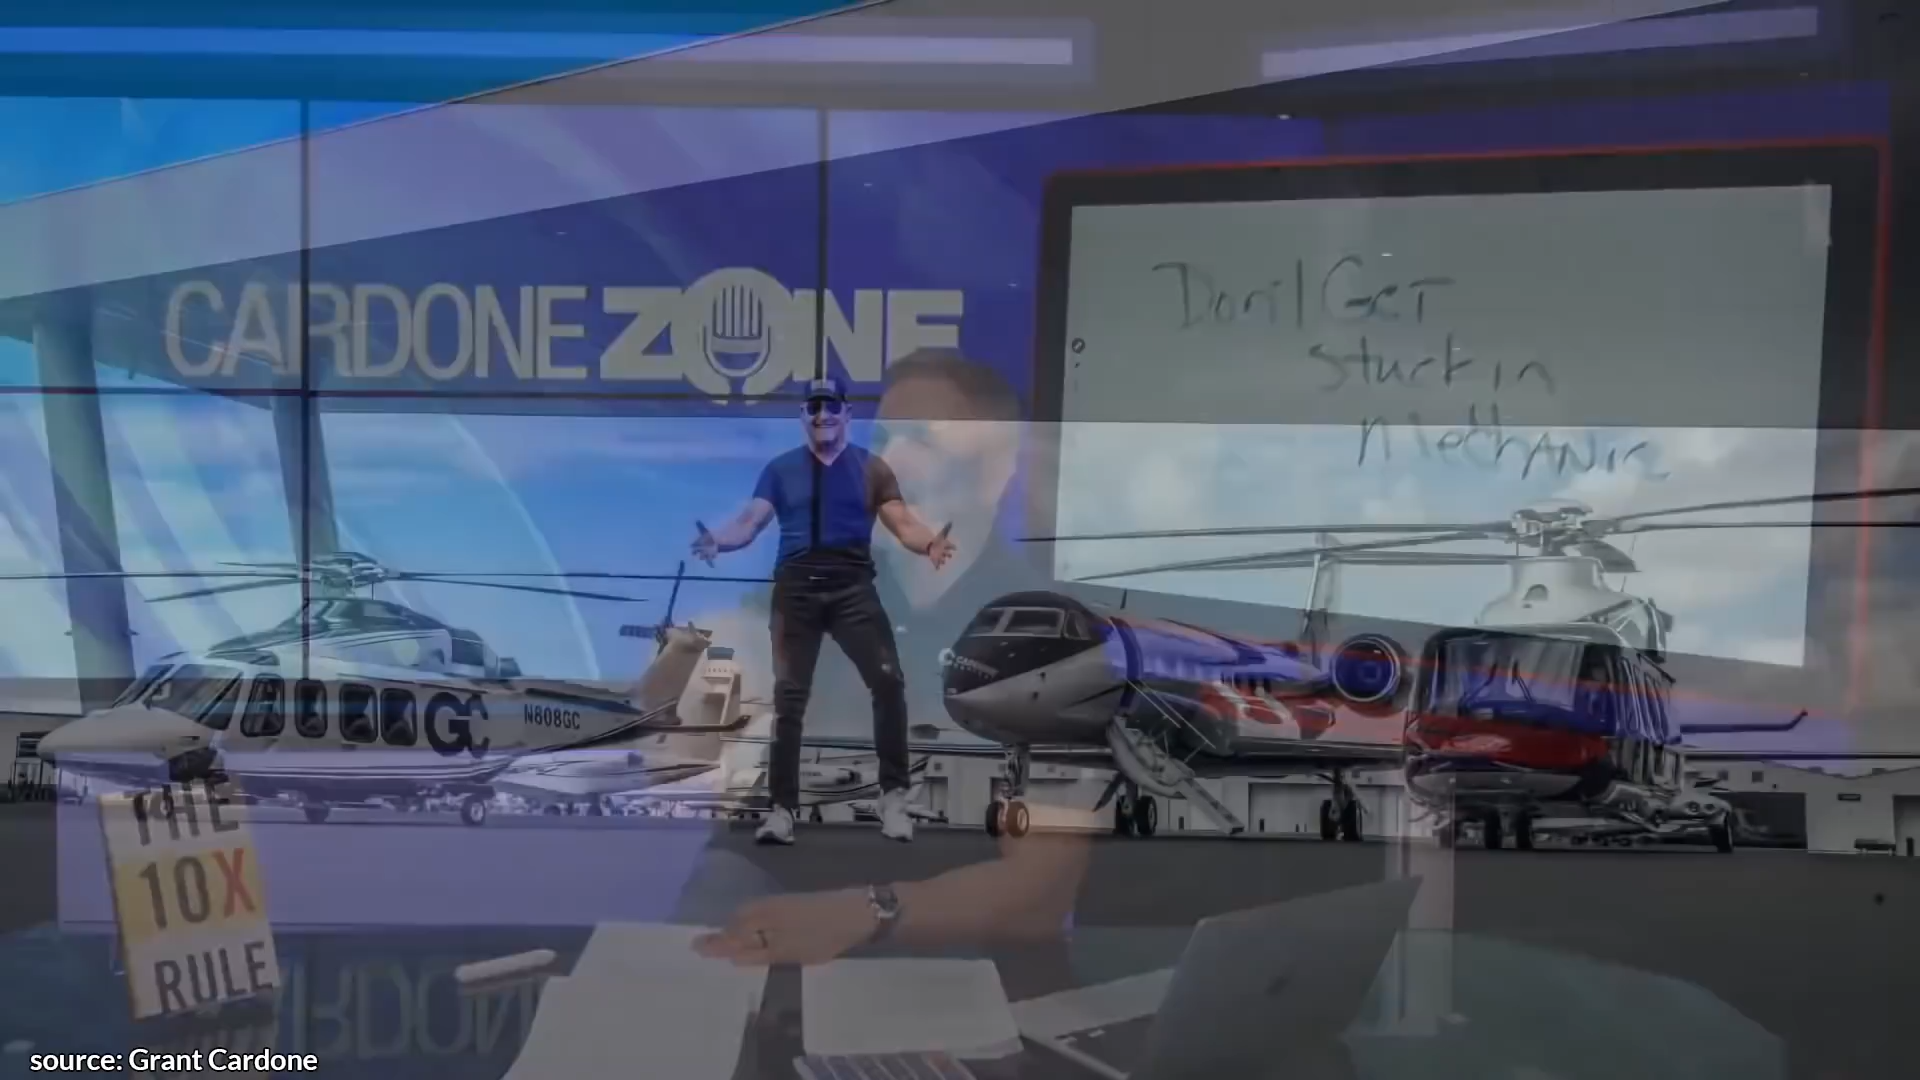 CARDONE ZONE
Don't Get
Stuck in
Mechanic
GC
N808GC
THE
10X
RULE
source: Grant Cardone